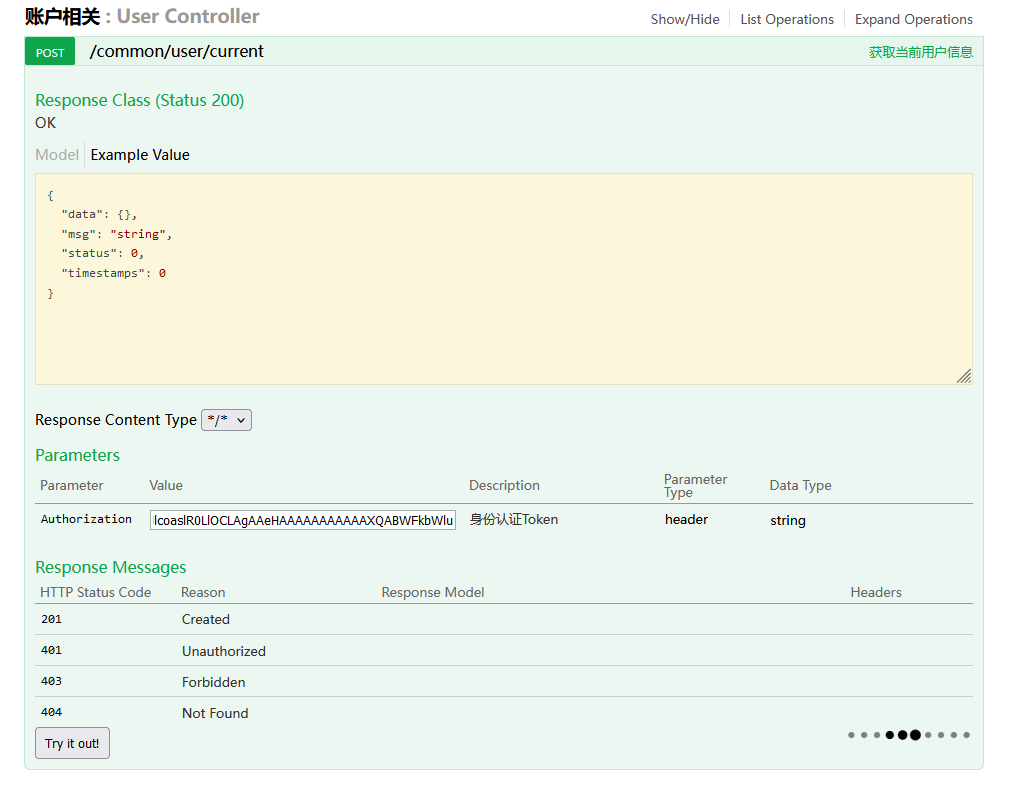 账户相关 : User Controller
Show/Hide
List Operations
Expand Operations
POST
/common/user/current
获取当前用户信息
Response Class (Status 200)
OK
Model
Example Value
{
"data": {},
"msg": "string",
"status": 0,
"timestamps": 0
}
Response Content Type */*
Parameters
Parameter
Value
Description
Parameter Type
Data Type
Authorization
lcoaslR0LlOCLAgAAeHAAAAAAAAAAAXQABWFkbWlu
身份认证Token
header
string
Response Messages
HTTP Status Code
Reason
Response Model
Headers
201
Created
401
Unauthorized
403
Forbidden
404
Not Found
Try it out!